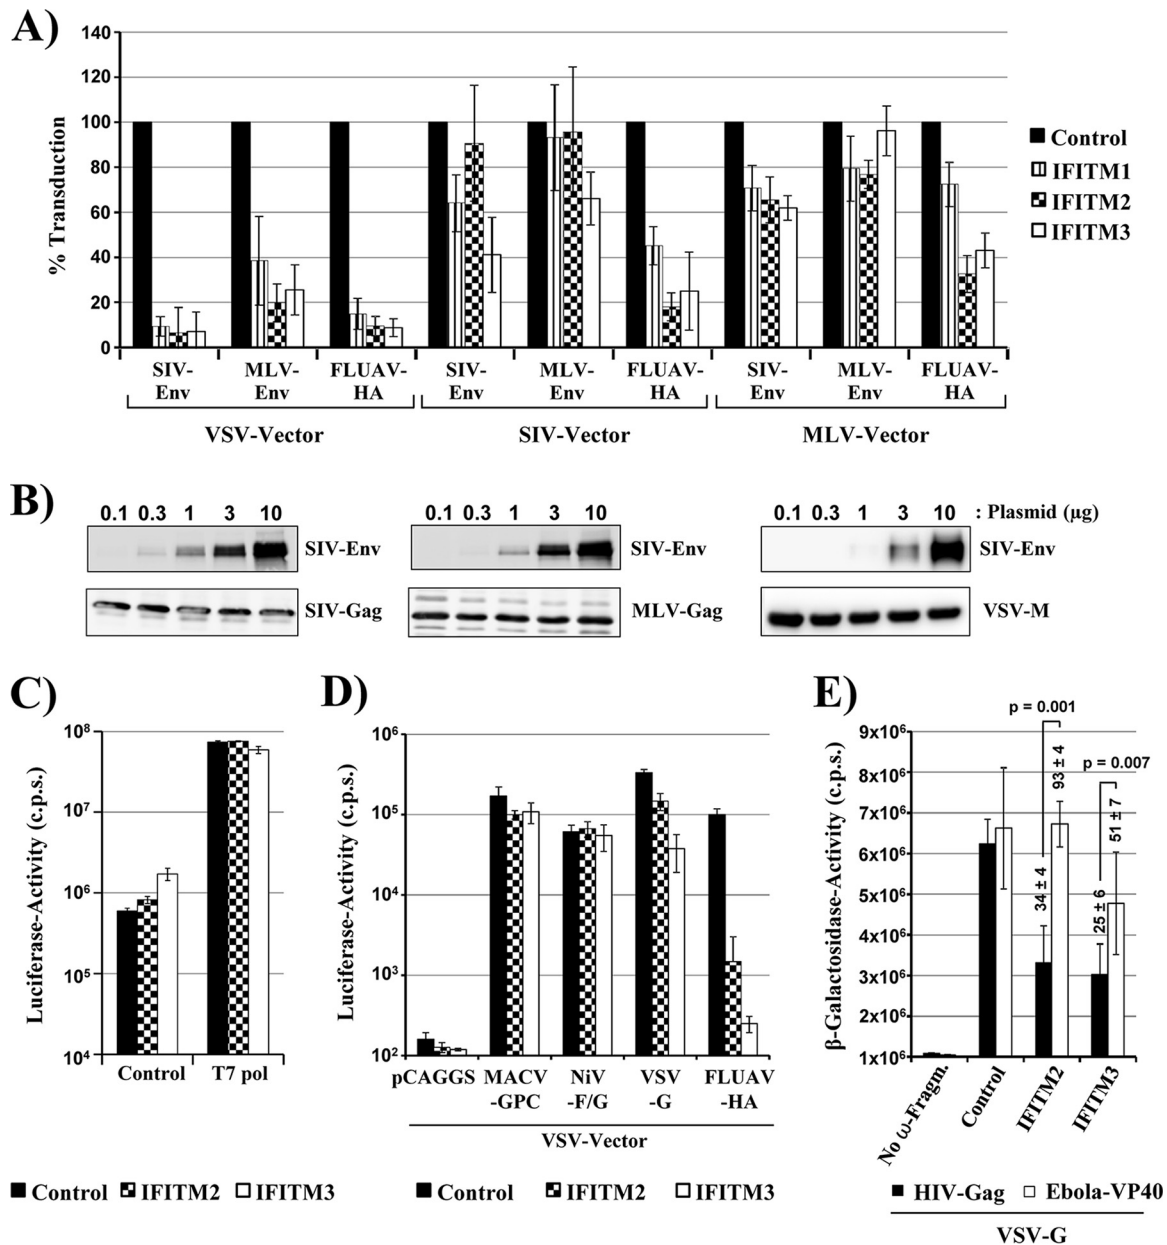 A)
140
120
100
80
60
40
20
0
% Transduction
Control
IFITM1
IFITM2
IFITM3
SIV-
Env
MLV-
Env
FLUAV-
HA
SIV-
Env
MLV-
Env
FLUAV-
HA
SIV-
Env
MLV-
Env
FLUAV-
HA
VSV-Vector
SIV-Vector
MLV-Vector
B)
0.1 0.3 1 3 10
SIV-Env
SIV-Gag
0.1 0.3 1 3 10
SIV-Env
MLV-Gag
0.1 0.3 1 3 10 : Plasmid (μg)
SIV-Env
VSV-M
C)
Luciferase-Activity (c.p.s.)
10⁸
10⁷
10⁶
10⁵
10⁴
Control T7 pol
Control IFITM2 IFITM3
D)
Luciferase-Activity (c.p.s.)
10⁶
10⁵
10⁴
10³
10²
pCAGGS
MACV
-GPC
NiV
-F/G
VSV
-G
FLUAV
-HA
VSV-Vector
Control IFITM2 IFITM3
E)
β-Galactosidase-Activity (c.p.s.)
9x10⁶
8x10⁶
7x10⁶
6x10⁶
5x10⁶
4x10⁶
3x10⁶
2x10⁶
1x10⁶
p = 0.001
p = 0.007
34 ± 4
93 ± 4
25 ± 6
51 ± 7
No ω-Fragm.
Control
IFITM2
IFITM3
HIV-Gag Ebola-VP40
VSV-G